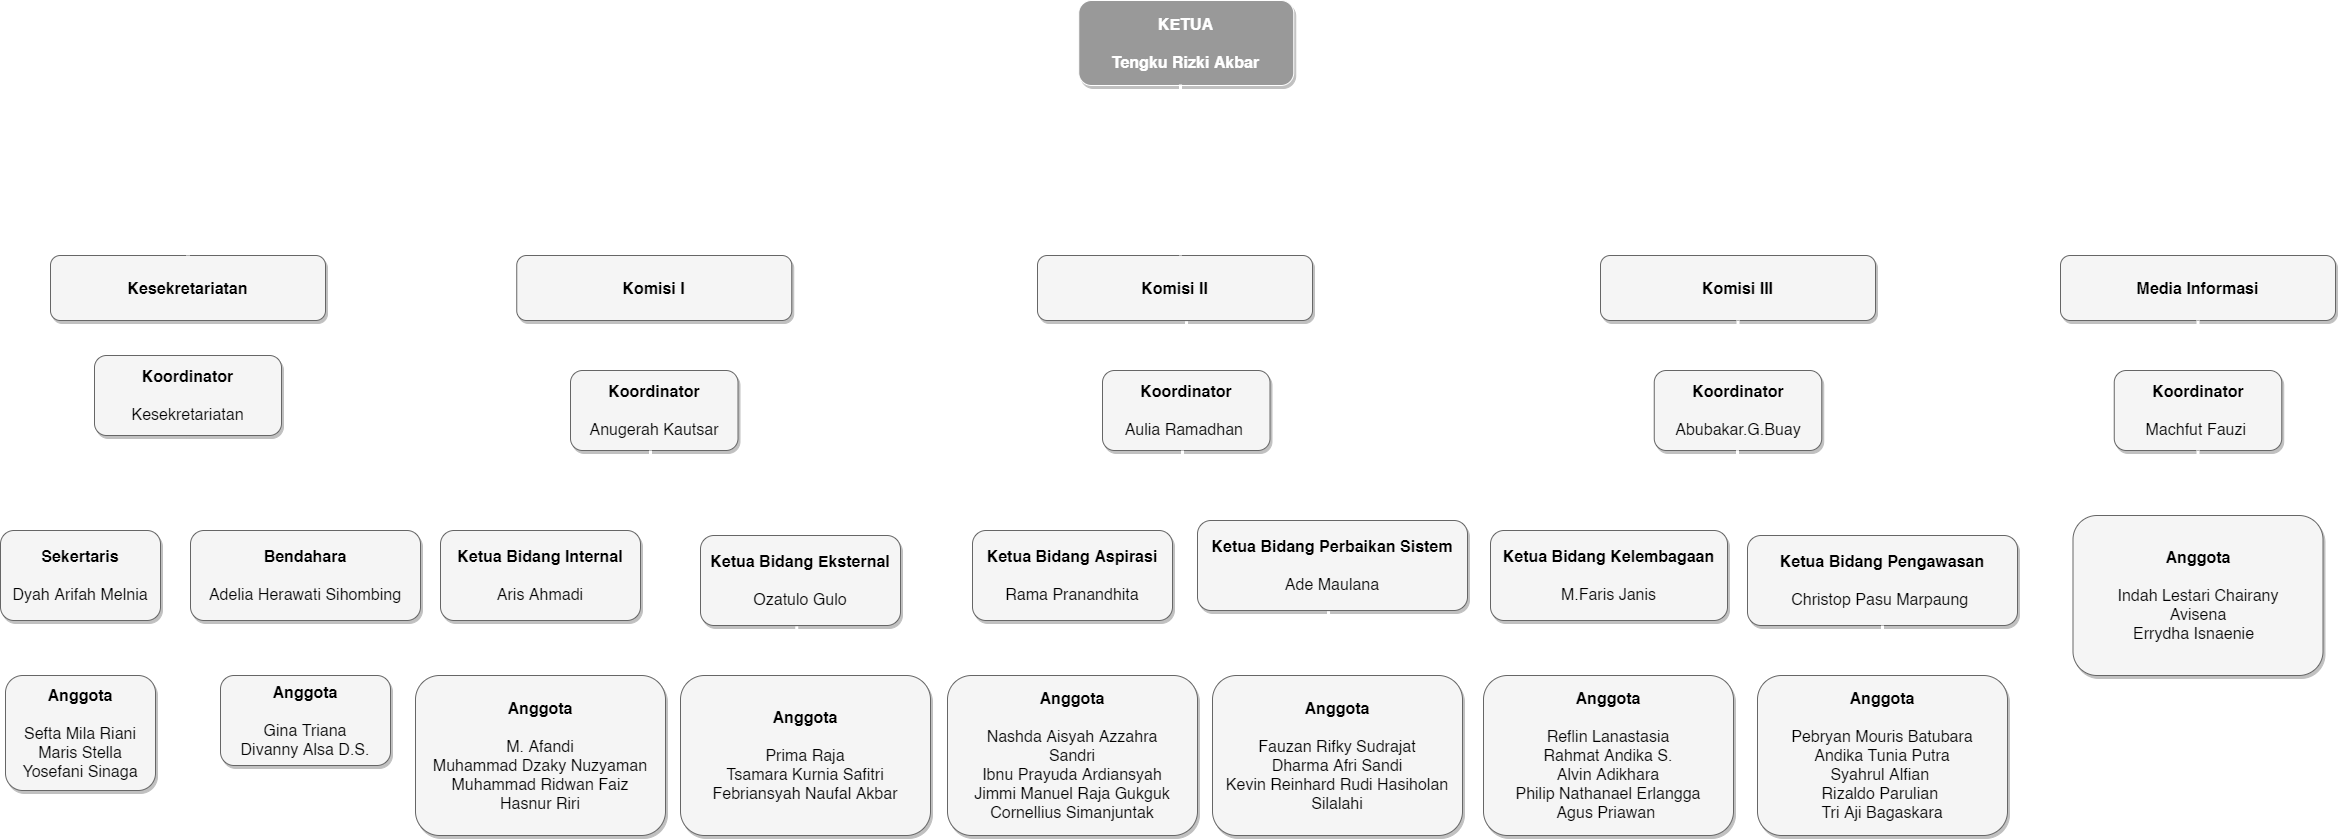 KETUA
Tengku Rizki Akbar
Kesekretariatan
Komisi I
Komisi II
Komisi III
Media Informasi
Koordinator
Kesekretariatan
Koordinator
Anugerah Kautsar
Koordinator
Aulia Ramadhan
Koordinator
Abubakar.G.Buay
Koordinator
Machfut Fauzi
Sekertaris
Dyah Arifah Melnia
Bendahara
Adelia Herawati Sihombing
Ketua Bidang Internal
Aris Ahmadi
Ketua Bidang Eksternal
Ozatulo Gulo
Ketua Bidang Aspirasi
Rama Pranandhita
Ketua Bidang Perbaikan Sistem
Ade Maulana
Ketua Bidang Kelembagaan
M.Faris Janis
Ketua Bidang Pengawasan
Christop Pasu Marpaung
Anggota
Indah Lestari Chairany
Avisena
Errydha Isnaenie
Anggota
Sefta Mila Riani
Maris Stella
Yosefani Sinaga
Anggota
Gina Triana
Divanny Alsa D.S.
Anggota
M. Afandi
Muhammad Dzaky Nuzyaman
Muhammad Ridwan Faiz
Hasnur Riri
Anggota
Prima Raja
Tsamara Kurnia Safitri
Febriansyah Naufal Akbar
Anggota
Nashda Aisyah Azzahra
Sandri
Ibnu Prayuda Ardiansyah
Jimmi Manuel Raja Gukguk
Cornellius Simanjuntak
Anggota
Fauzan Rifky Sudrajat
Dharma Afri Sandi
Kevin Reinhard Rudi Hasiholan
Silalahi
Anggota
Reflin Lanastasia
Rahmat Andika S.
Alvin Adikhara
Philip Nathanael Erlangga
Agus Priawan
Anggota
Pebryan Mouris Batubara
Andika Tunia Putra
Syahrul Alfian
Rizaldo Parulian
Tri Aji Bagaskara